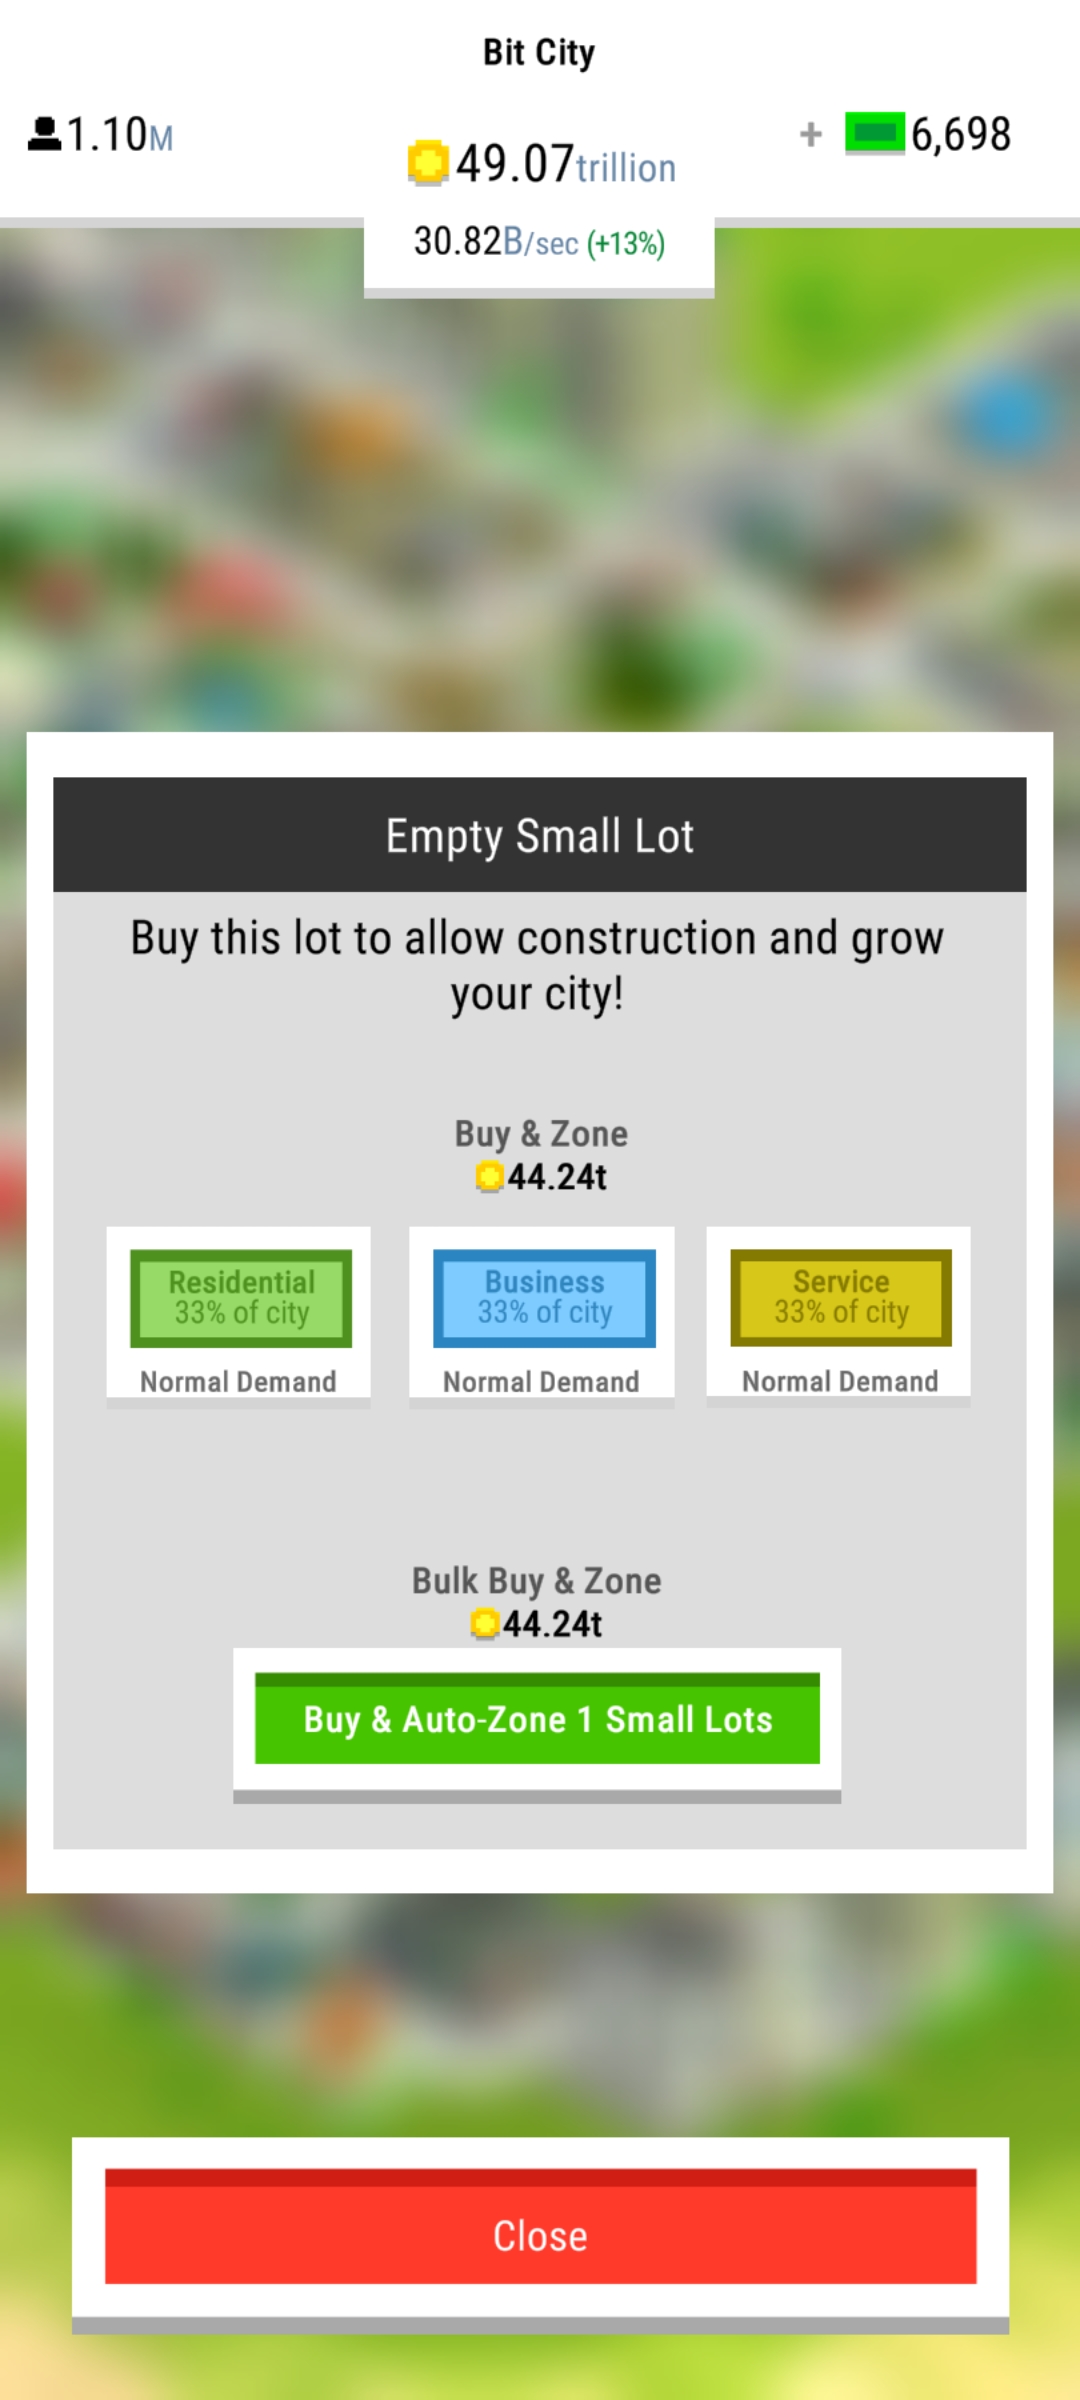 Bit City
1.10M
49.07trillion
+ 6,698
30.82B/sec (+13%)
Empty Small Lot
Buy this lot to allow construction and grow
your city!
Buy & Zone
44.24t
Residential
33% of city
Normal Demand
Business
33% of city
Normal Demand
Service
33% of city
Normal Demand
Bulk Buy & Zone
44.24t
Buy & Auto-Zone 1 Small Lots
Close